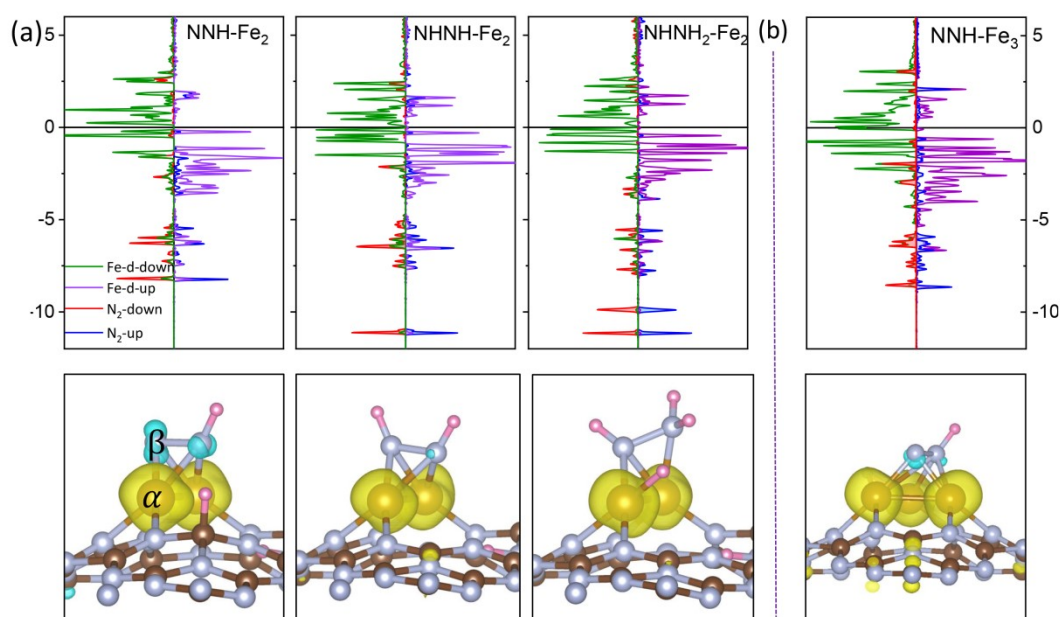 (a)
NNH-Fe₂
NHNH-Fe₂
NHNH₂-Fe₂
(b)
NNH-Fe₃
5
0
-5
-10
Fe-d-down
Fe-d-up
N₂-down
N₂-up
5
0
-5
-10
β
α